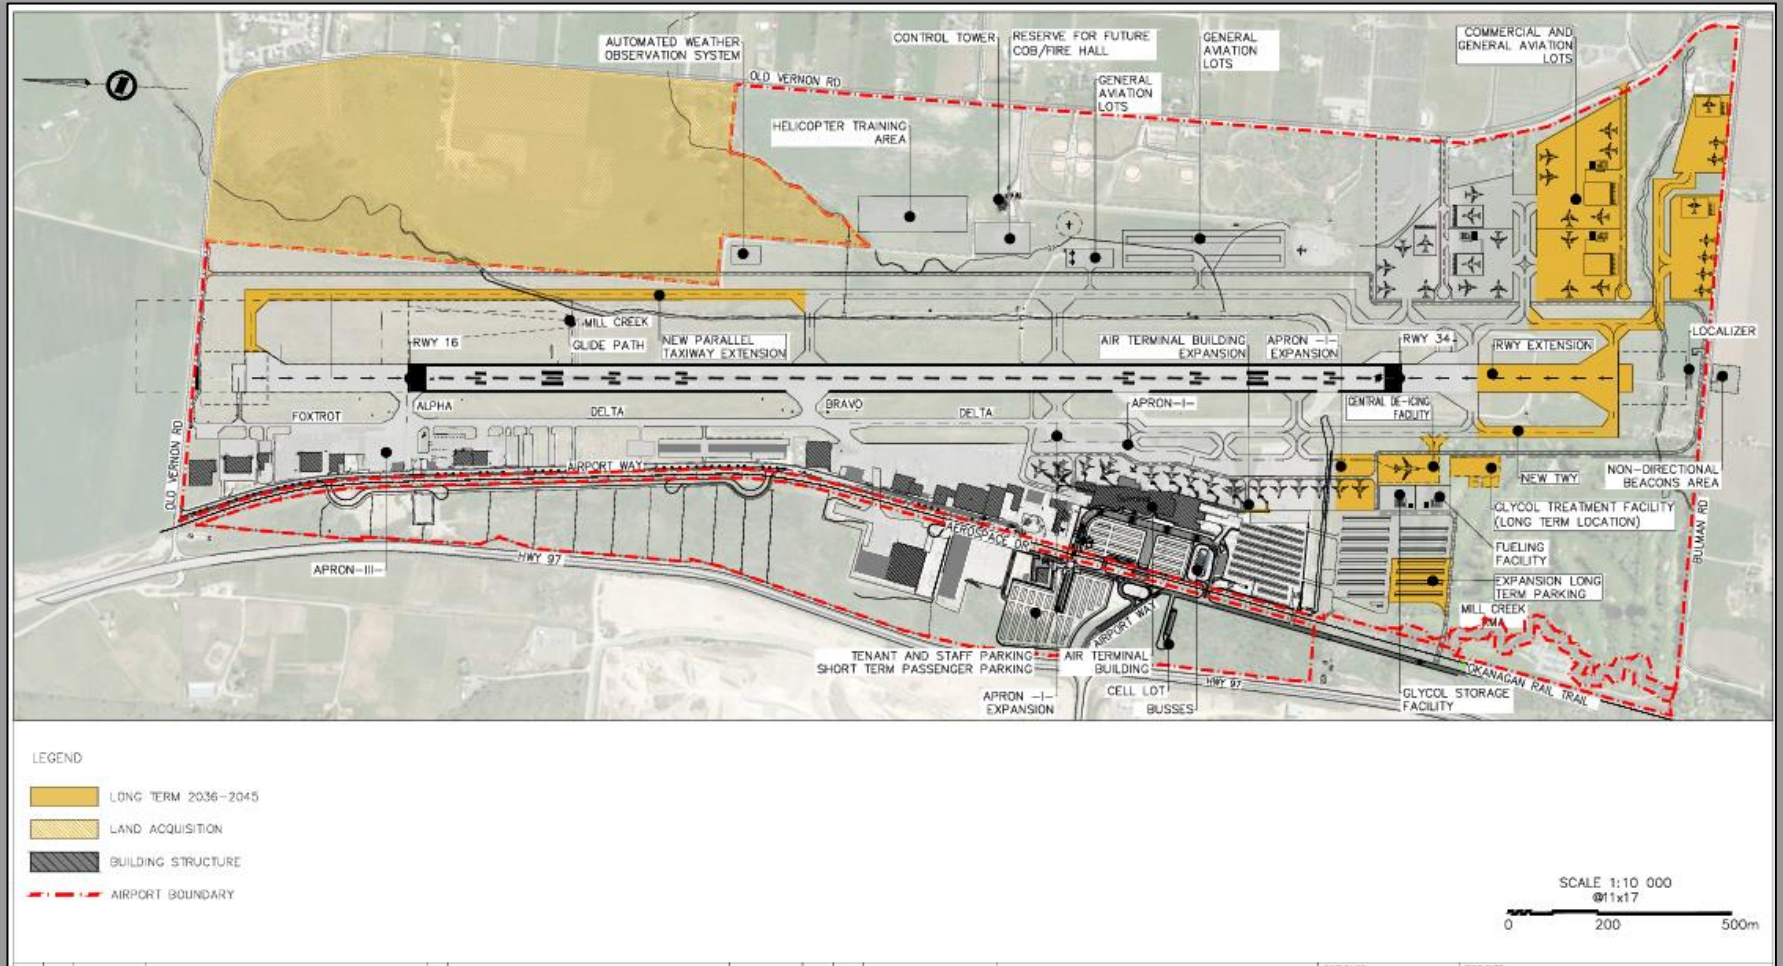 AUTOMATED WEATHER
OBSERVATION SYSTEM
CONTROL TOWER
RESERVE FOR FUTURE
COB/FIRE HALL
GENERAL
AVIATION
LOTS
COMMERCIAL AND
GENERAL AVIATION
LOTS
OLD VERNON RD
GENERAL
AVIATION
LOTS
HELICOPTER TRAINING
AREA
MILL CREEK
GLIDE PATH
RWY 16
NEW PARALLEL
TAXIWAY EXTENSION
AIR TERMINAL BUILDING
EXPANSION
APRON -I-
EXPANSION
RWY 34
RWY EXTENSION
LOCALIZER
FOXTROT
ALPHA
DELTA
BRAVO
DELTA
APRON-I-
CENTRAL DE-ICING
FACILITY
OLD VERNON RD
AIRPORT WAY
NEW TWY
NON-DIRECTIONAL
BEACONS AREA
GLYCOL TREATMENT FACILITY
(LONG TERM LOCATION)
BULMAN RD
AEROSPACE DR
HWY 97
APRON-III-
FUELING
FACILITY
EXPANSION LONG
TERM PARKING
MILL CREEK
AIRPORT WAY
TENANT AND STAFF PARKING
SHORT TERM PASSENGER PARKING
AIR TERMINAL
BUILDING
HWY 97
OKANAGAN RAIL TRAIL
APRON -I-
EXPANSION
CELL LOT
BUSSES
GLYCOL STORAGE
FACILITY
LEGEND
LONG TERM 2036-2045
LAND ACQUISITION
BUILDING STRUCTURE
AIRPORT BOUNDARY
SCALE 1:10 000
@11x17
0 200 500m